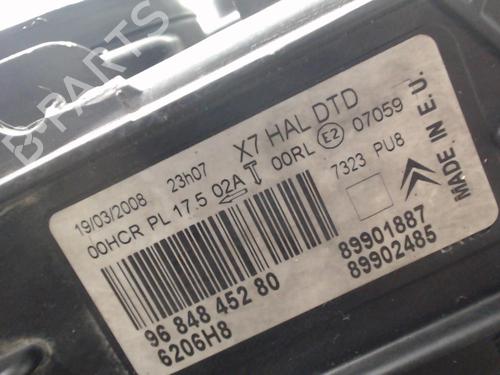 19/03/2008 23h07 X7 HAL DTD
00HCR PL 17.5 02A 00RL E2 07059
7323 PU8
MADE IN E.U.
89901887
89902485
96 848 452 80
6206H8